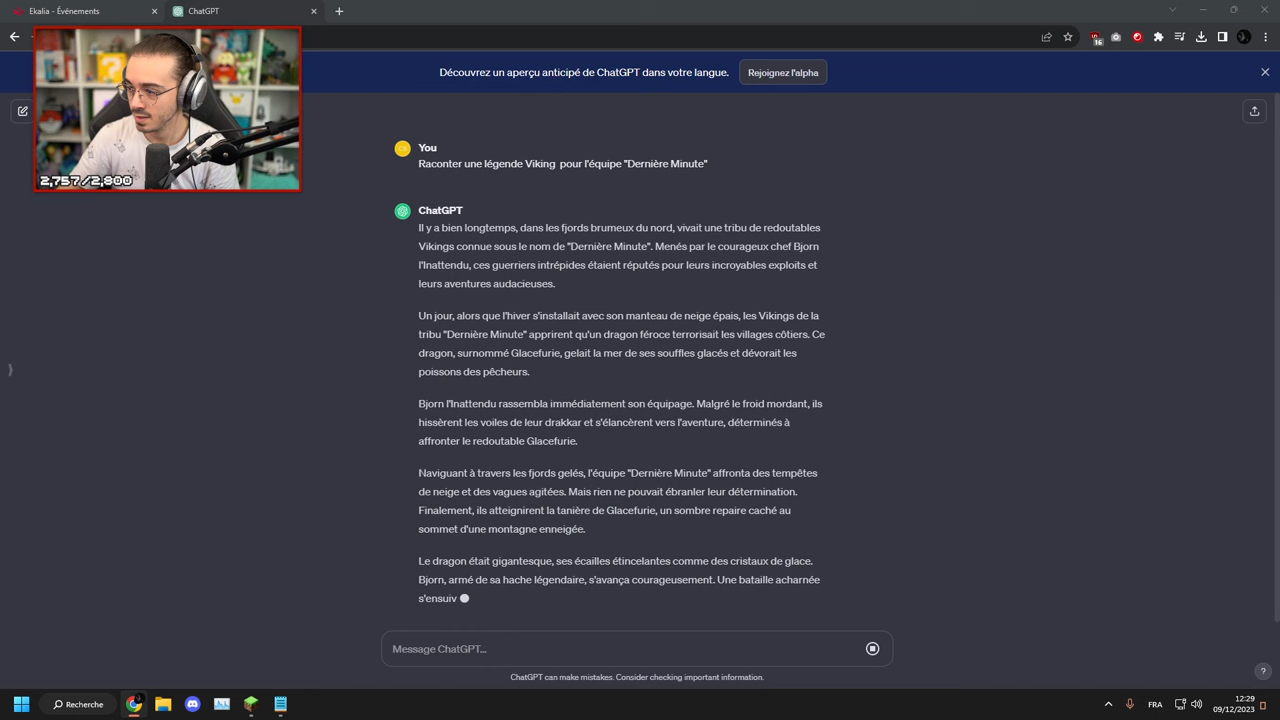 Ekalia - Événements
ChatGPT
16
Découvrez un aperçu anticipé de ChatGPT dans votre langue.
Rejoignez l'alpha
2,757/2,800
You
Raconter une légende Viking pour l'équipe "Dernière Minute"
ChatGPT
Il y a bien longtemps, dans les fjords brumeux du nord, vivait une tribu de redoutables
Vikings connue sous le nom de "Dernière Minute". Menés par le courageux chef Bjorn
l'Inattendu, ces guerriers intrépides étaient réputés pour leurs incroyables exploits et
leurs aventures audacieuses.
Un jour, alors que l'hiver s'installait avec son manteau de neige épais, les Vikings de la
tribu "Dernière Minute" apprirent qu'un dragon féroce terrorisait les villages côtiers. Ce
dragon, surnommé Glacefurie, gelait la mer de ses souffles glacés et dévorait les
poissons des pêcheurs.
Bjorn l'Inattendu rassembla immédiatement son équipage. Malgré le froid mordant, ils
hissèrent les voiles de leur drakkar et s'élancèrent vers l'aventure, déterminés à
affronter le redoutable Glacefurie.
Naviguant à travers les fjords gelés, l'équipe "Dernière Minute" affronta des tempêtes
de neige et des vagues agitées. Mais rien ne pouvait ébranler leur détermination.
Finalement, ils atteignirent la tanière de Glacefurie, un sombre repaire caché au
sommet d'une montagne enneigée.
Le dragon était gigantesque, ses écailles étincelantes comme des cristaux de glace.
Bjorn, armé de sa hache légendaire, s'avança courageusement. Une bataille acharnée
s'ensuiv
Message ChatGPT...
ChatGPT can make mistakes. Consider checking important information.
?
Recherche
FRA
12:29
09/12/2023